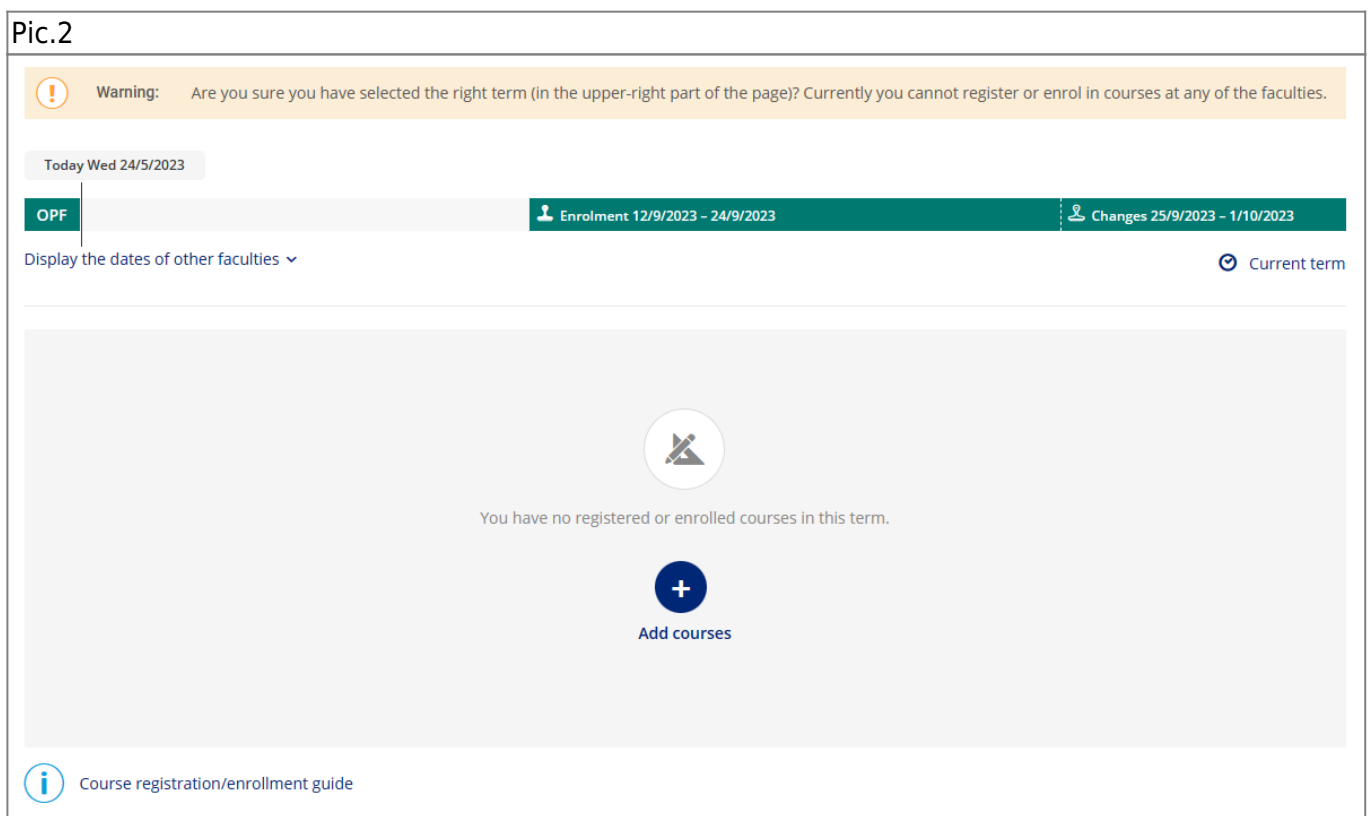 Pic.2
Warning: Are you sure you have selected the right term (in the upper-right part of the page)? Currently you cannot register or enrol in courses at any of the faculties.
Today Wed 24/5/2023
OPF Enrolment 12/9/2023 – 24/9/2023 Changes 25/9/2023 – 1/10/2023
Display the dates of other faculties Current term
You have no registered or enrolled courses in this term.
Add courses
Course registration/enrollment guide